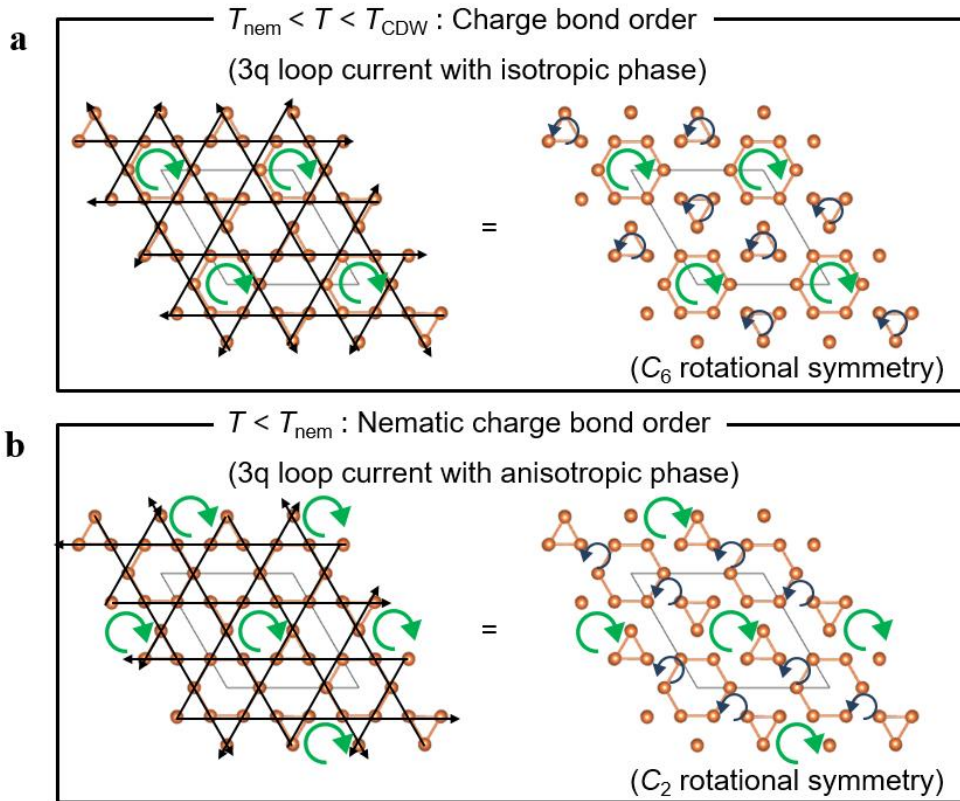 a
T_nem < T < T_CDW : Charge bond order
(3q loop current with isotropic phase)
=
(C_6 rotational symmetry)
b
T < T_nem : Nematic charge bond order
(3q loop current with anisotropic phase)
=
(C_2 rotational symmetry)